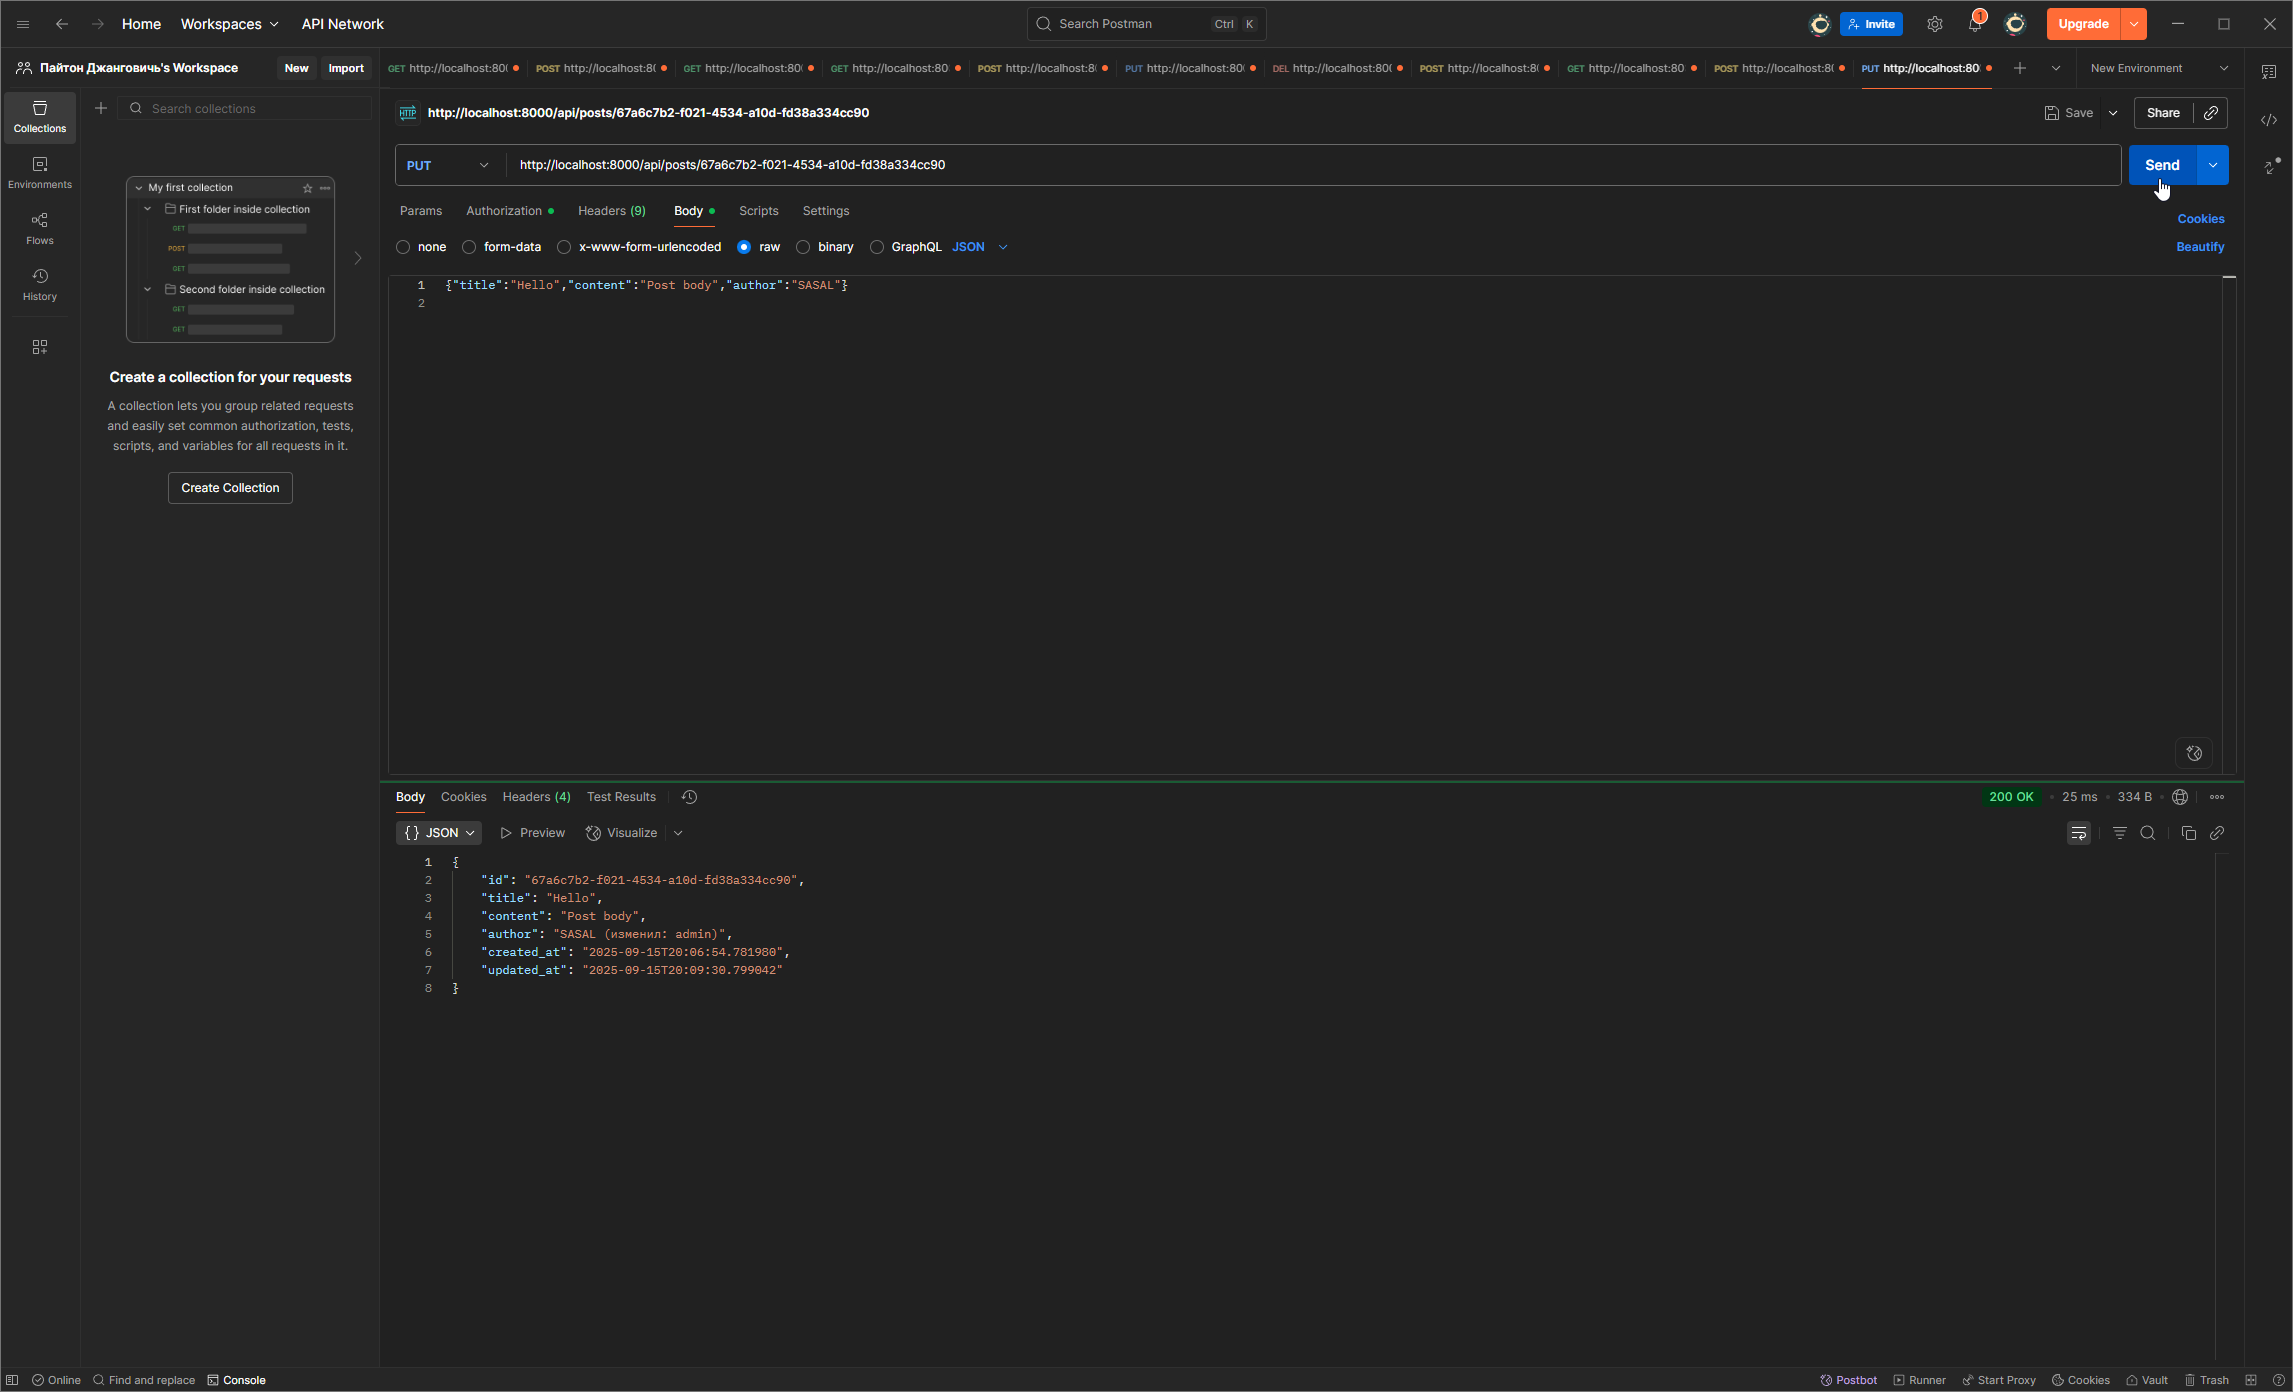 Home Workspaces API Network Search Postman Ctrl K Invite 1 Upgrade
Пайтон Джанговичь's Workspace New Import GET http://localhost:80( POST http://localhost:8( GET http://localhost:80( GET http://localhost:80 POST http://localhost:8( PUT http://localhost:80 DEL http://localhost:80( POST http://localhost:8( GET http://localhost:80 POST http://localhost:8( PUT http://localhost:80 New Environment
Collections
Environments
Flows
History
Search collections
My first collection
First folder inside collection
GET
POST
GET
Second folder inside collection
GET
GET
Create a collection for your requests
A collection lets you group related requests
and easily set common authorization, tests,
scripts, and variables for all requests in it.
Create Collection
HTTP http://localhost:8000/api/posts/67a6c7b2-f021-4534-a10d-fd38a334cc90 Save Share
PUT http://localhost:8000/api/posts/67a6c7b2-f021-4534-a10d-fd38a334cc90 Send
Params Authorization Headers (9) Body Scripts Settings Cookies
none form-data x-www-form-urlencoded raw binary GraphQL JSON Beautify
1 {"title":"Hello","content":"Post body","author":"SASAL"}
2
Body Cookies Headers (4) Test Results 200 OK 25 ms 334 B
{} JSON Preview Visualize
1 {
2 "id": "67a6c7b2-f021-4534-a10d-fd38a334cc90",
3 "title": "Hello",
4 "content": "Post body",
5 "author": "SASAL (изменил: admin)",
6 "created_at": "2025-09-15T20:06:54.781980",
7 "updated_at": "2025-09-15T20:09:30.799042"
8 }
Online Find and replace Console Postbot Runner Start Proxy Cookies Vault Trash